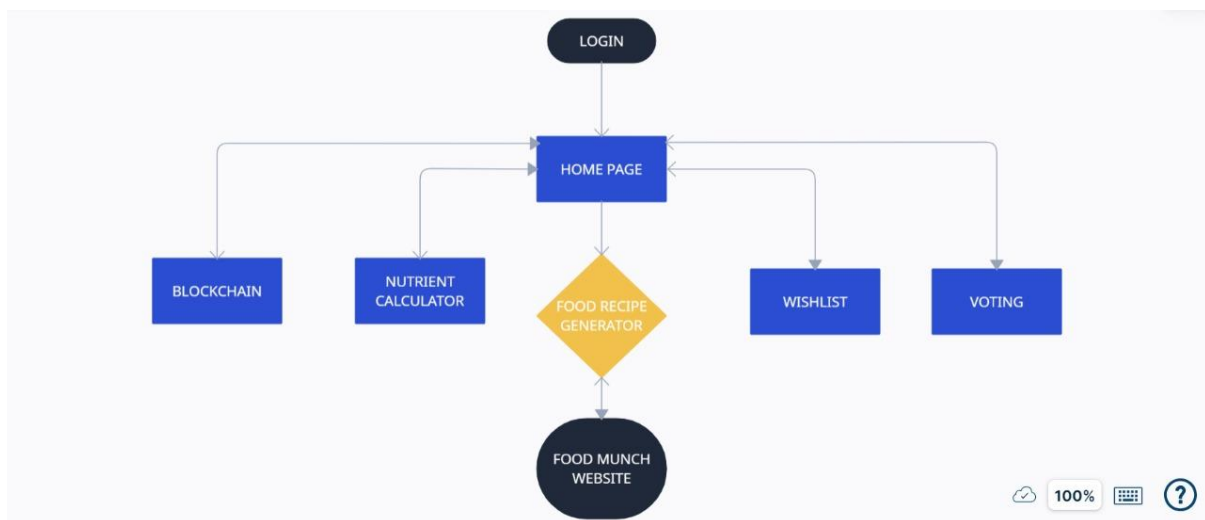 LOGIN
HOME PAGE
BLOCKCHAIN
NUTRIENT
CALCULATOR
FOOD RECIPE
GENERATOR
WISHLIST
VOTING
FOOD MUNCH
WEBSITE
100%
?